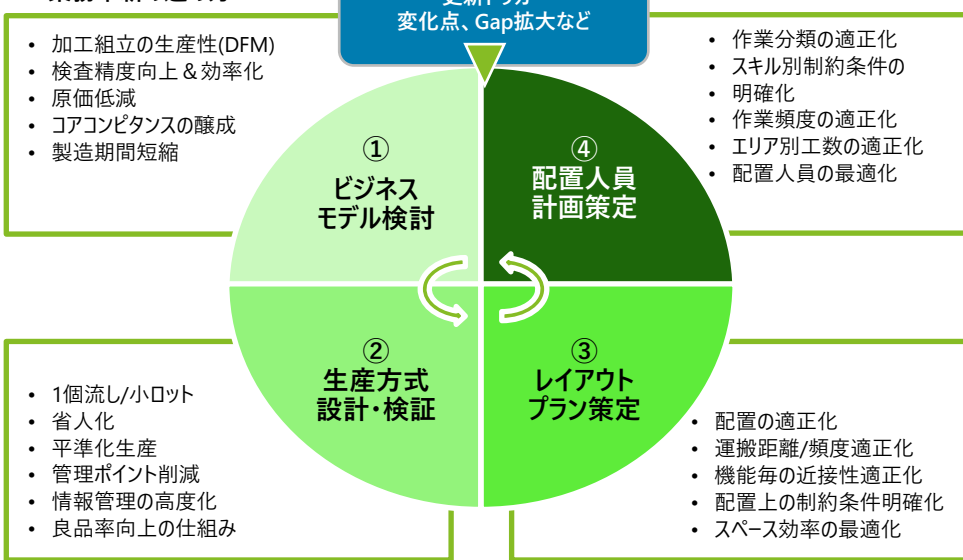 変化点、Gap拡大など
• 加工組立の生産性(DFM)
• 検査精度向上＆効率化
• 原価低減
• コアコンピタンスの醸成
• 製造期間短縮
• 作業分類の適正化
• スキル別制約条件の
• 明確化
• 作業頻度の適正化
• エリア別工数の適正化
• 配置人員の最適化
①
ビジネス
モデル検討
④
配置人員
計画策定
②
生産方式
設計・検証
③
レイアウト
プラン策定
• 1個流し/小ロット
• 省人化
• 平準化生産
• 管理ポイント削減
• 情報管理の高度化
• 良品率向上の仕組み
• 配置の適正化
• 運搬距離/頻度適正化
• 機能毎の近接性適正化
• 配置上の制約条件明確化
• スペース効率の最適化